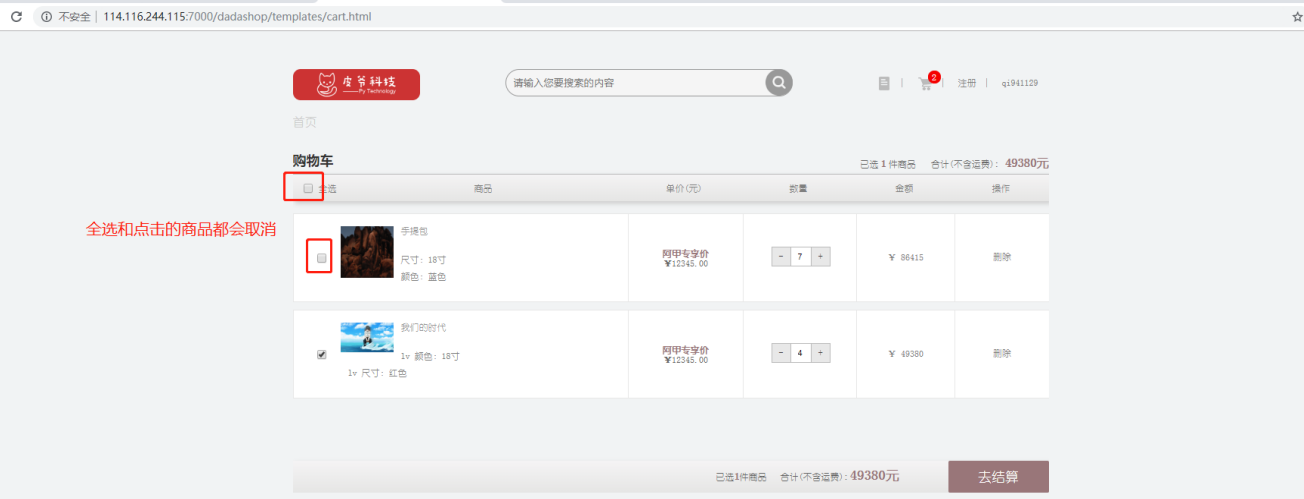 不安全 | 114.116.244.115:7000/dadashop/templates/cart.html
皮爷科技
Py Technology
请输入您要搜索的内容
2
注册
qi941129
首页
购物车
已选 1 件商品 合计(不含运费): 49380元
全选 商品 单价(元) 数量 金额 操作
全选和点击的商品都会取消
手提包
尺寸: 18寸
颜色: 蓝色
阿甲专享价
¥12345.00
- 7 +
¥ 86415
删除
我们的时代
lv 颜色: 18寸
lv 尺寸: 红色
阿甲专享价
¥12345.00
- 4 +
¥ 49380
删除
已选1件商品 合计(不含运费): 49380元
去结算